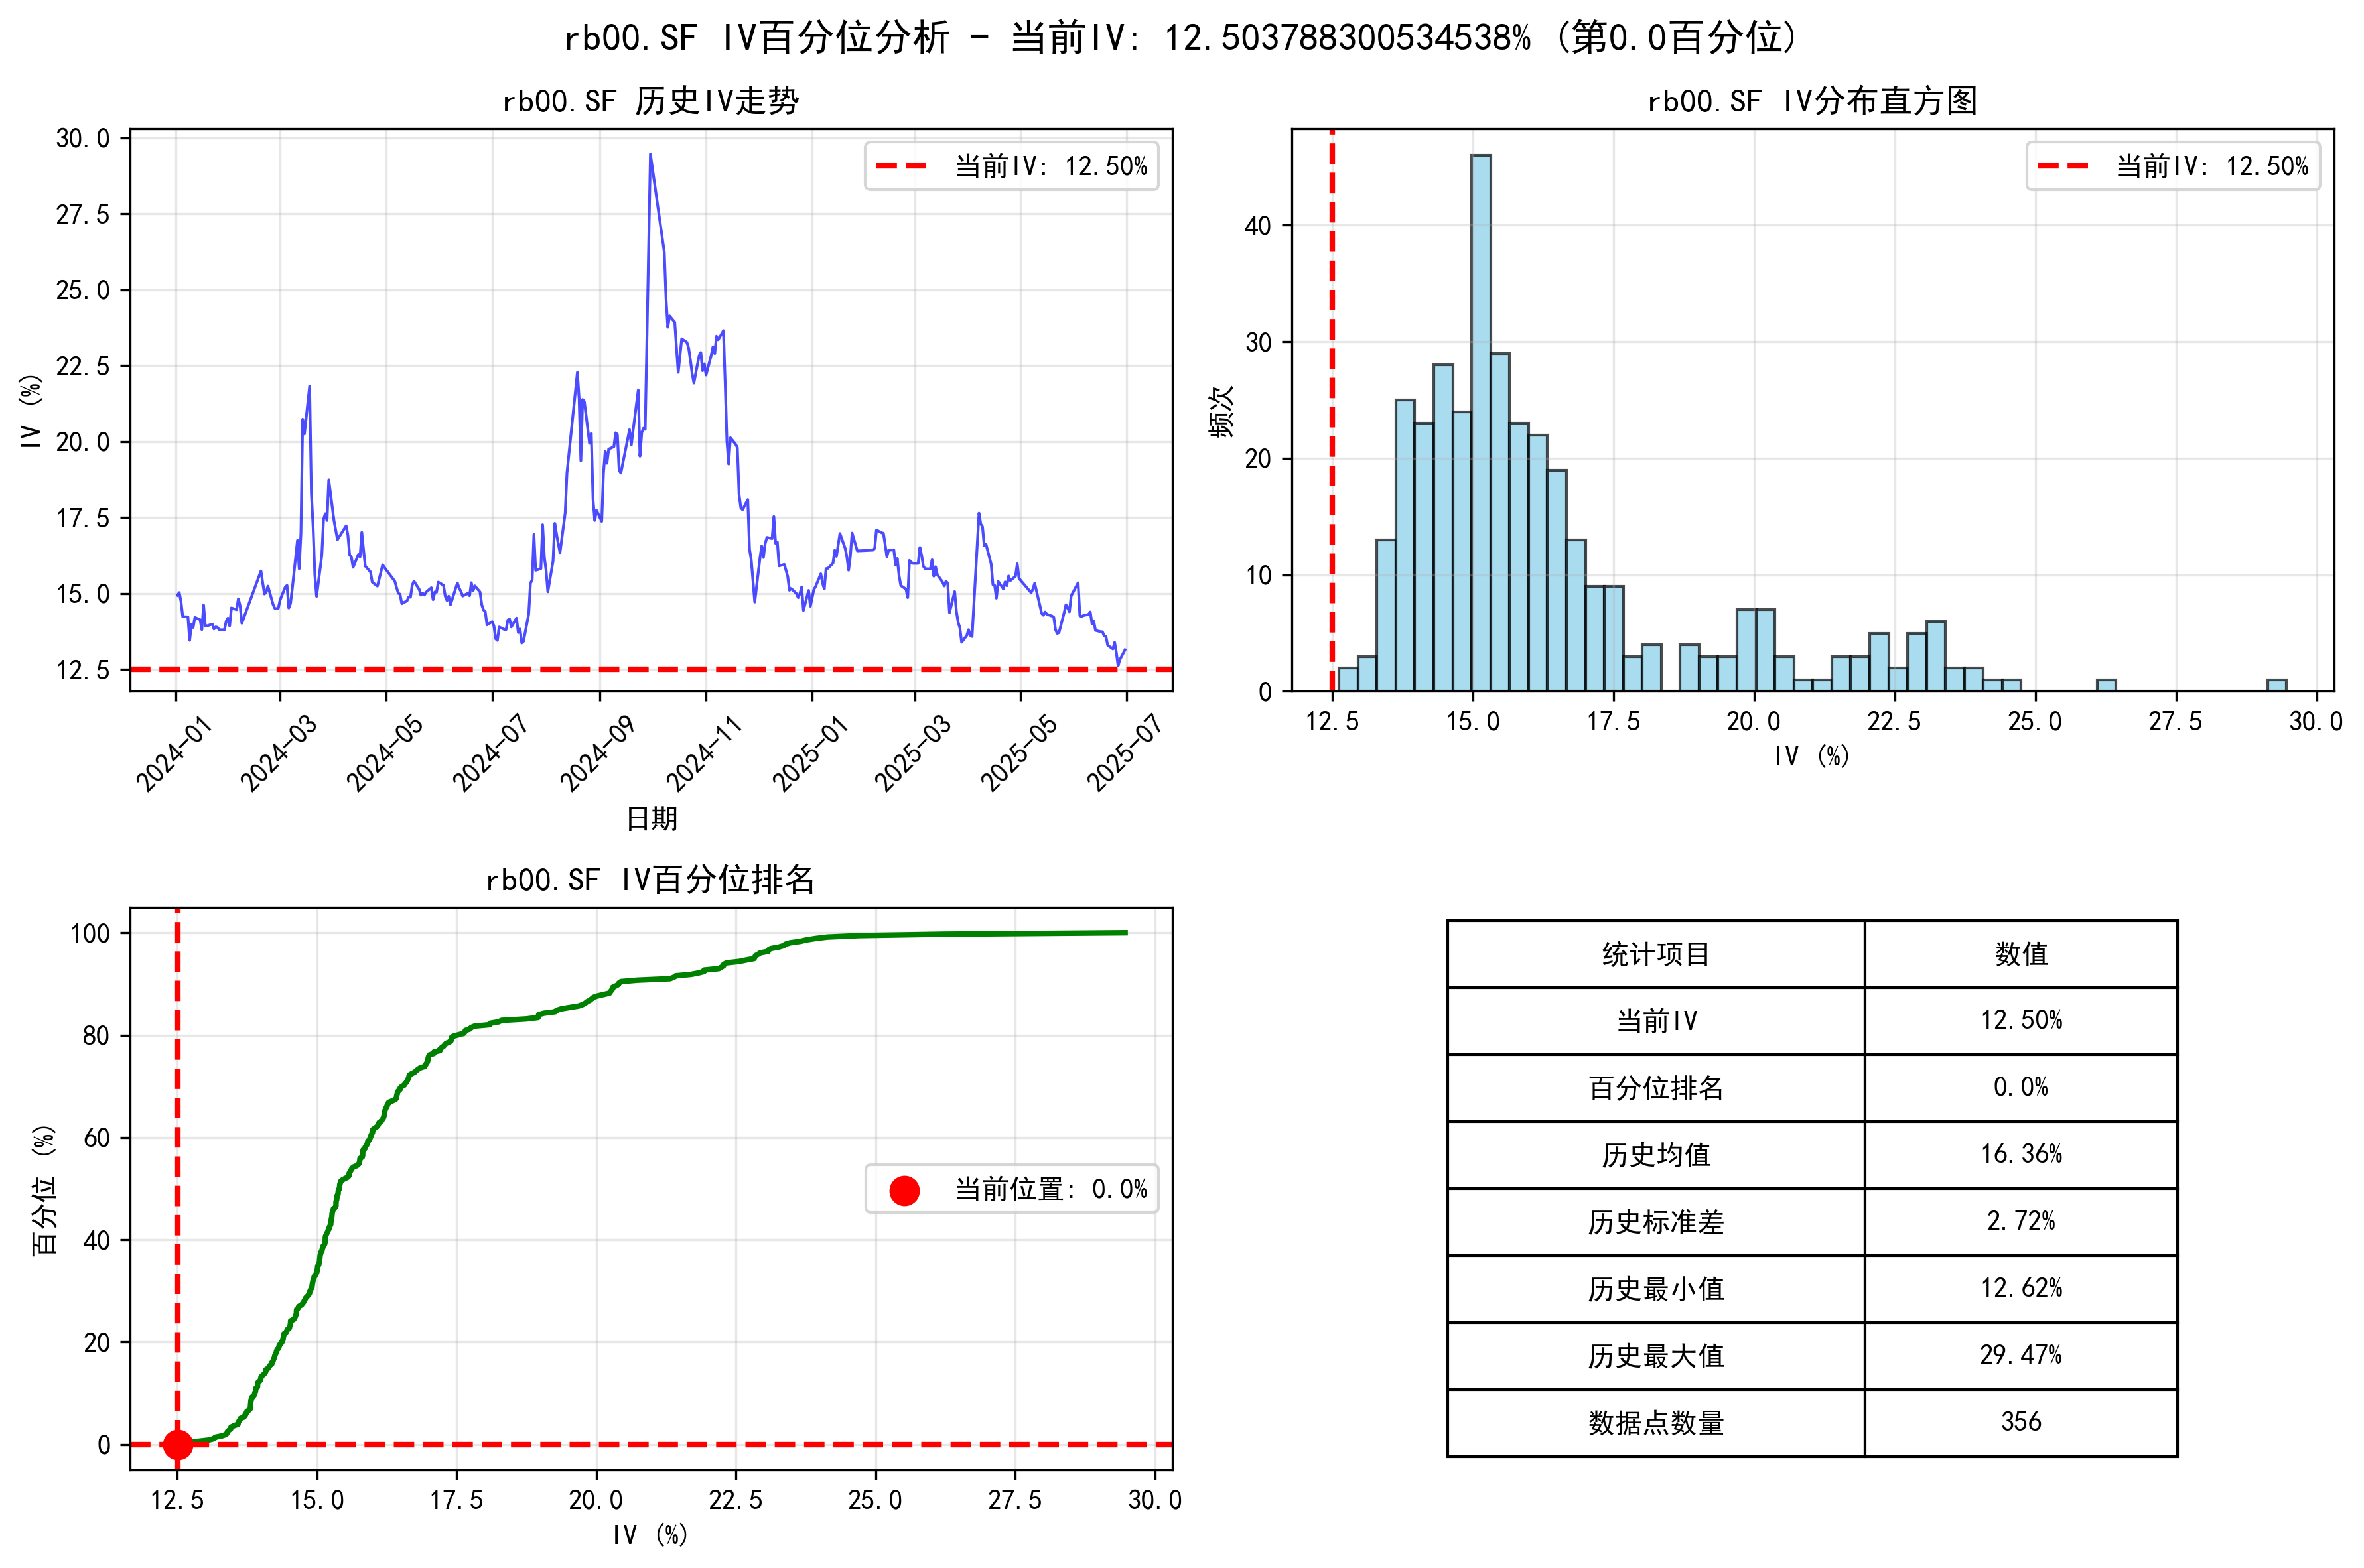 rb00.SF IV百分位分析 - 当前IV: 12.503788300534538% (第0.0百分位)
rb00.SF 历史IV走势
30.0
27.5
25.0
22.5
20.0
17.5
15.0
12.5
IV (%)
当前IV: 12.50%
2024-01
2024-03
2024-05
2024-07
2024-09
2024-11
2025-01
2025-03
2025-05
2025-07
日期
rb00.SF IV分布直方图
40
30
20
10
0
频次
当前IV: 12.50%
12.5
15.0
17.5
20.0
22.5
25.0
27.5
30.0
IV (%)
rb00.SF IV百分位排名
100
80
60
40
20
0
百分位 (%)
当前位置: 0.0%
12.5
15.0
17.5
20.0
22.5
25.0
27.5
30.0
IV (%)
统计项目 数值
当前IV 12.50%
百分位排名 0.0%
历史均值 16.36%
历史标准差 2.72%
历史最小值 12.62%
历史最大值 29.47%
数据点数量 356